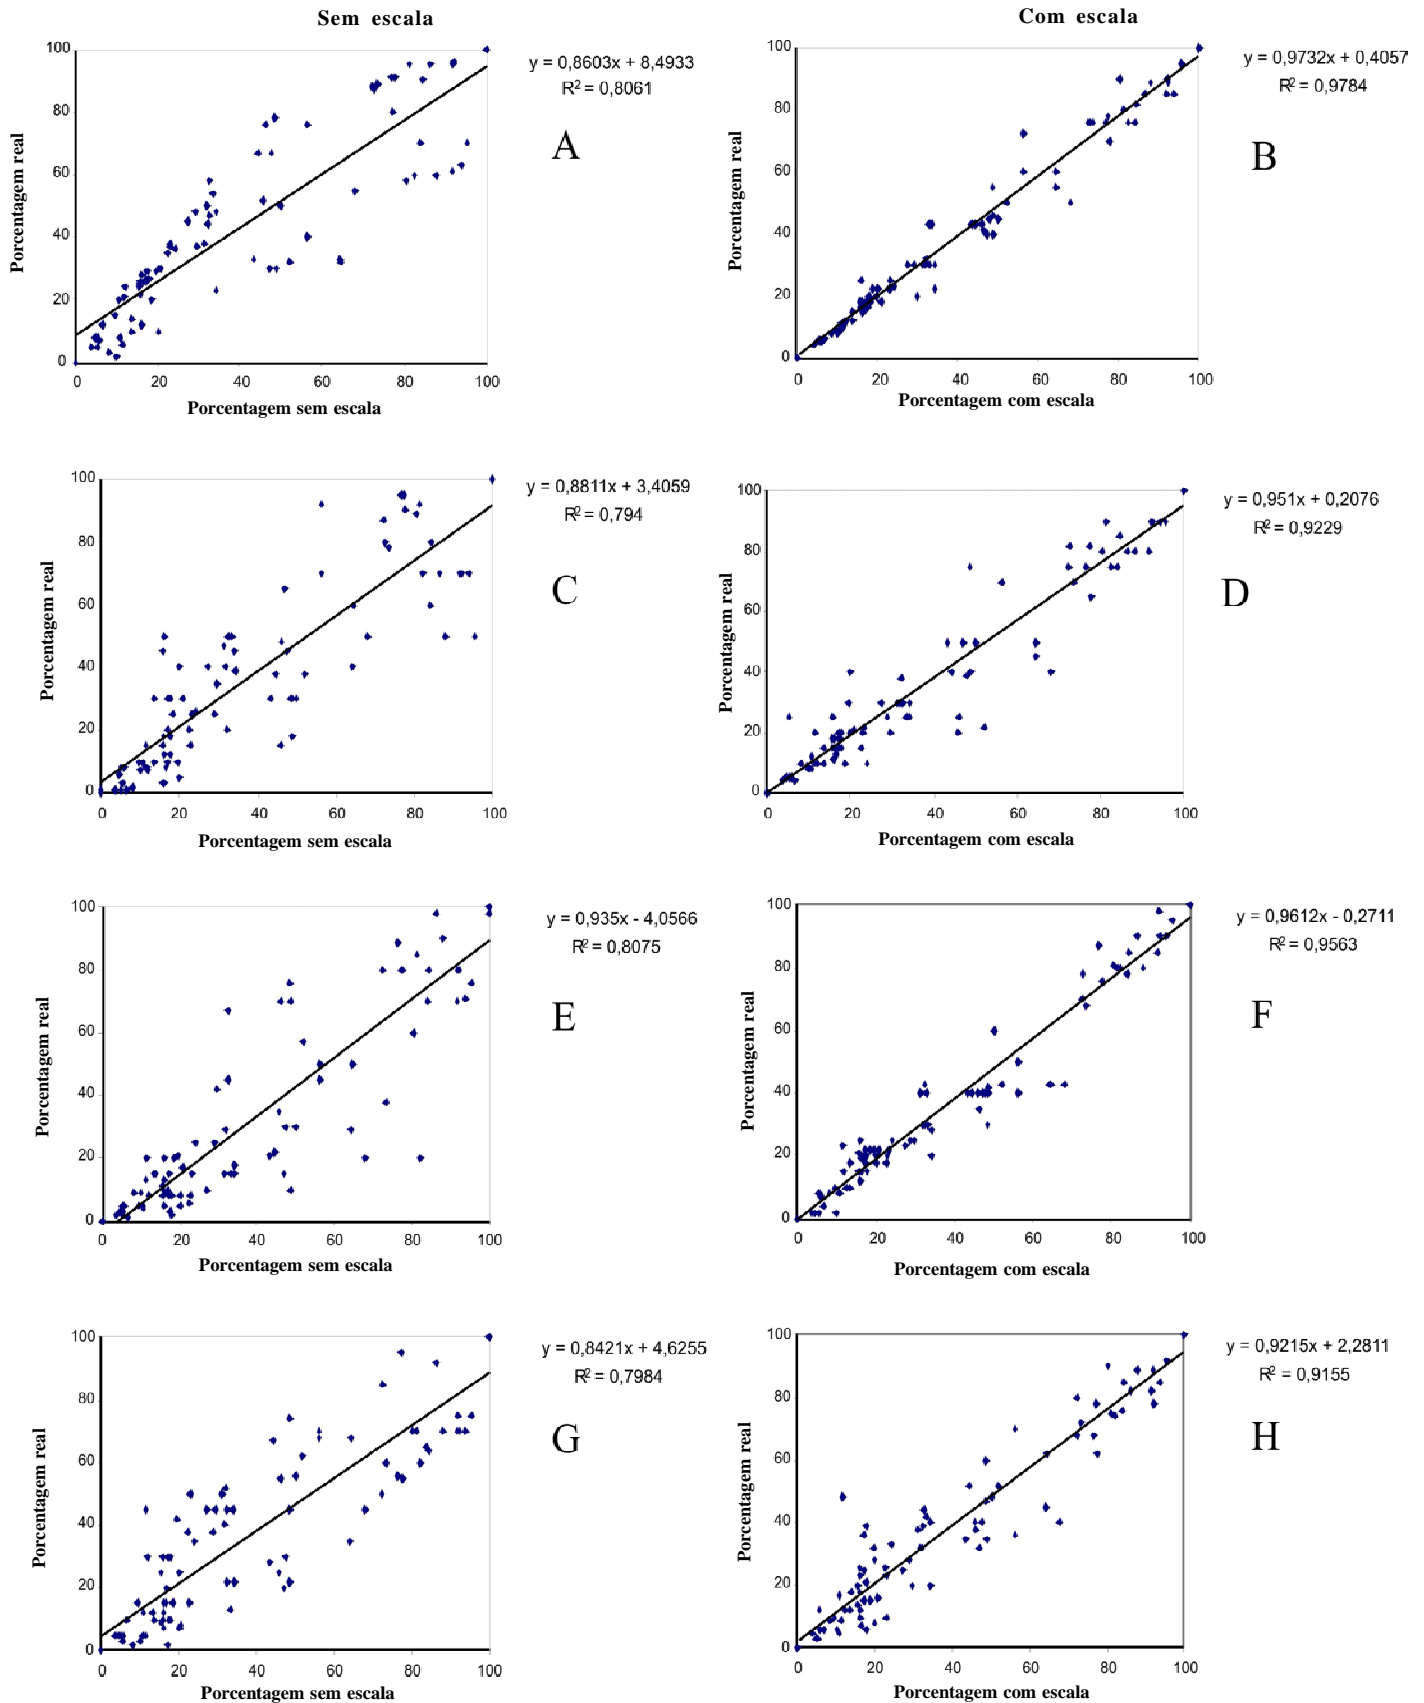 Sem escala
Com escala
100
80
60
40
20
0
0 20 40 60 80 100
Porcentagem real
Porcentagem sem escala
y = 0,8603x + 8,4933
R² = 0,8061
A
100
80
60
40
20
0
0 20 40 60 80 100
Porcentagem real
Porcentagem com escala
y = 0,9732x + 0,4057
R² = 0,9784
B
100
80
60
40
20
0
0 20 40 60 80 100
Porcentagem real
Porcentagem sem escala
y = 0,8811x + 3,4059
R² = 0,794
C
100
80
60
40
20
0
0 20 40 60 80 100
Porcentagem real
Porcentagem com escala
y = 0,951x + 0,2076
R² = 0,9229
D
100
80
60
40
20
0
0 20 40 60 80 100
Porcentagem real
Porcentagem sem escala
y = 0,935x - 4,0566
R² = 0,8075
E
100
80
60
40
20
0
0 20 40 60 80 100
Porcentagem real
Porcentagem com escala
y = 0,9612x - 0,2711
R² = 0,9563
F
100
80
60
40
20
0
0 20 40 60 80 100
Porcentagem real
Porcentagem sem escala
y = 0,8421x + 4,6255
R² = 0,7984
G
100
80
60
40
20
0
0 20 40 60 80 100
Porcentagem real
Porcentagem com escala
y = 0,9215x + 2,2811
R² = 0,9155
H